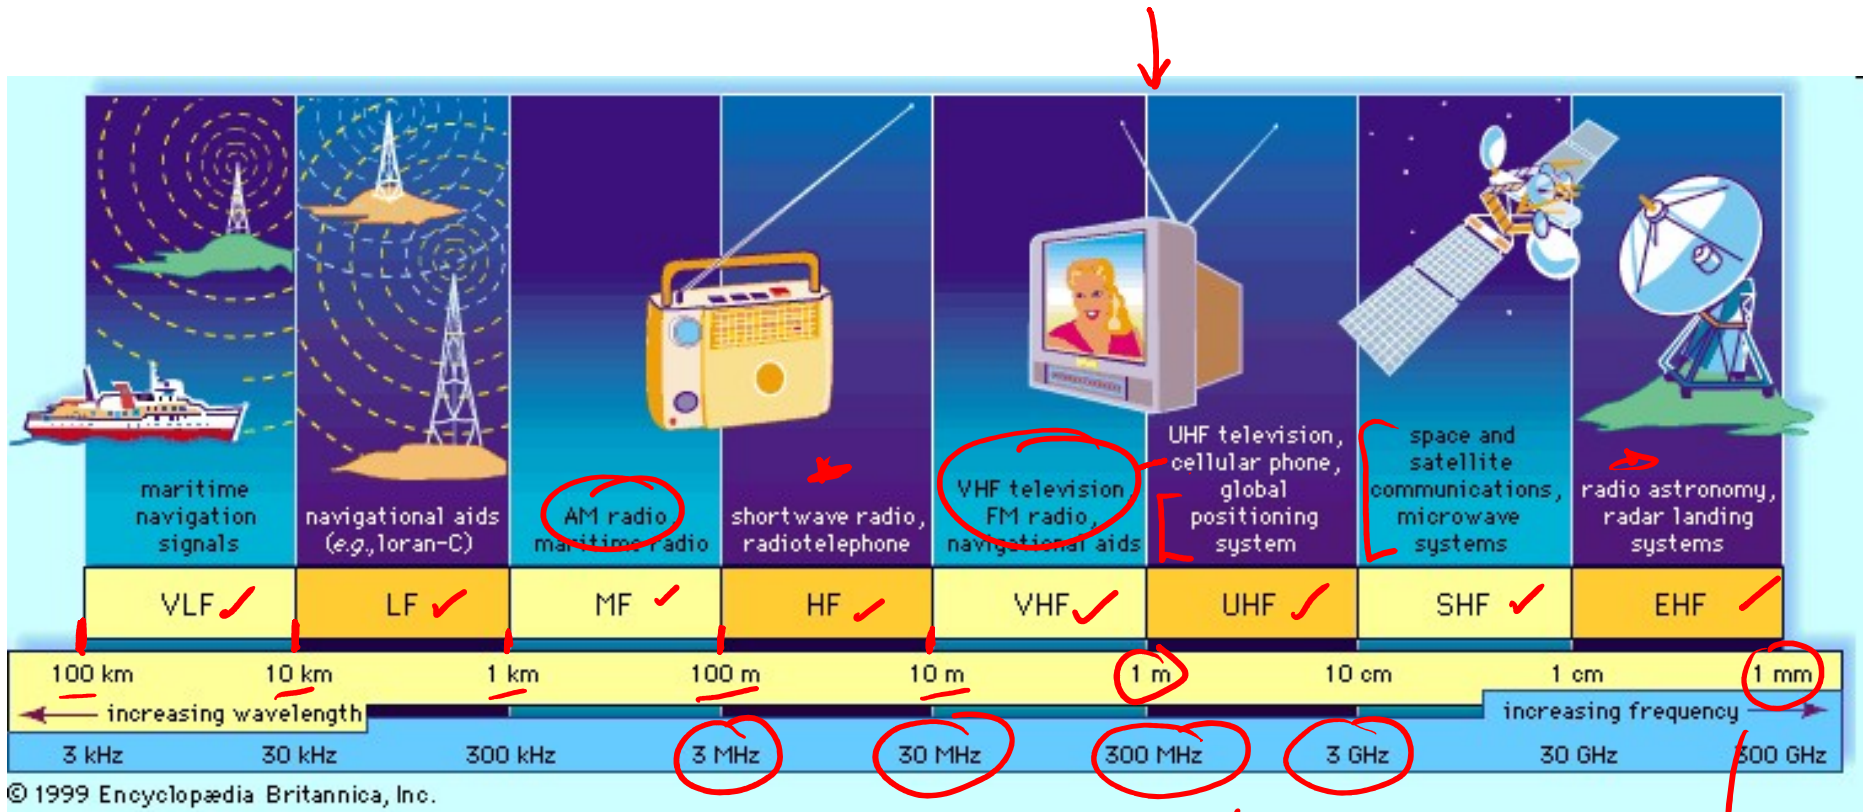 maritime
navigation
signals
navigational aids
(e.g., loran-C)
AM radio,
maritime radio
shortwave radio,
radiotelephone
VHF television,
FM radio,
navigational aids
UHF television,
cellular phone,
global
positioning
system
space and
satellite
communications,
microwave
systems
radio astronomy,
radar landing
systems
VLF LF MF HF VHF UHF SHF EHF
100 km 10 km 1 km 100 m 10 m 1 m 10 cm 1 cm 1 mm
increasing wavelength increasing frequency
3 kHz 30 kHz 300 kHz 3 MHz 30 MHz 300 MHz 3 GHz 30 GHz 300 GHz
© 1999 Encyclopædia Britannica, Inc.